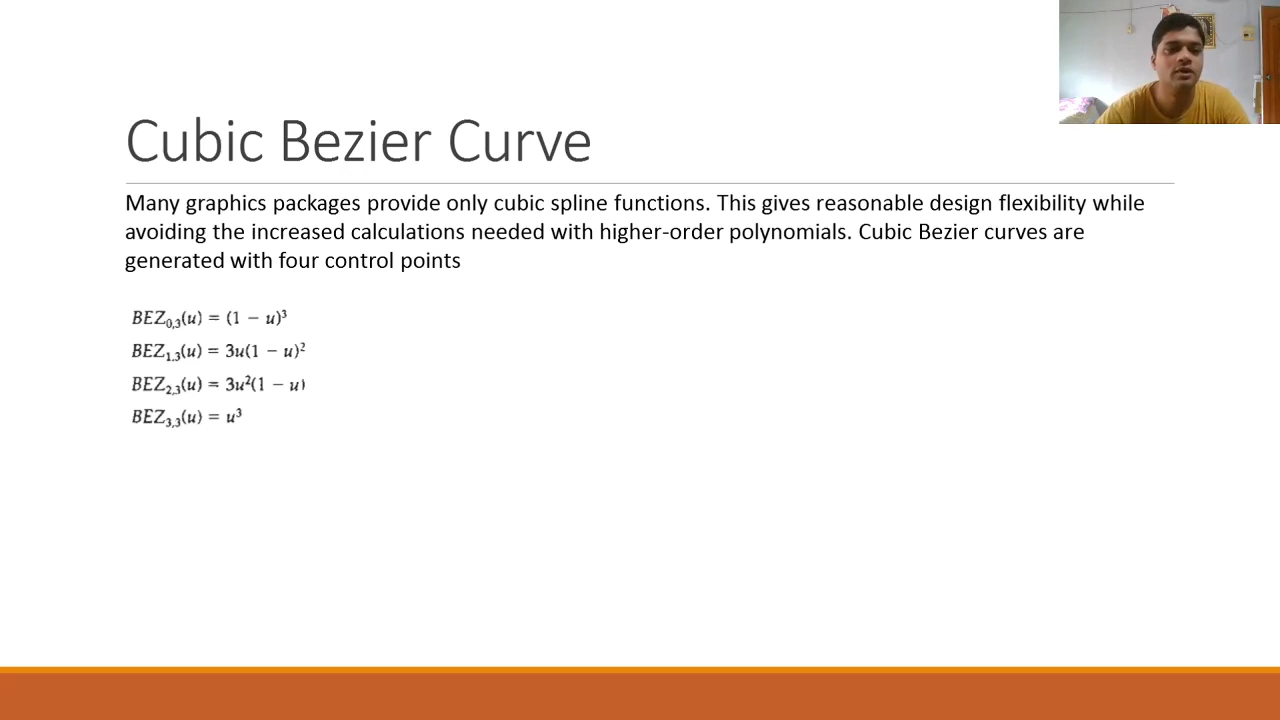 Cubic Bezier Curve
Many graphics packages provide only cubic spline functions. This gives reasonable design flexibility while
avoiding the increased calculations needed with higher-order polynomials. Cubic Bezier curves are
generated with four control points
BEZ₀,₃(u) = (1 − u)³
BEZ₁,₃(u) = 3u(1 − u)²
BEZ₂,₃(u) = 3u²(1 − u)
BEZ₃,₃(u) = u³